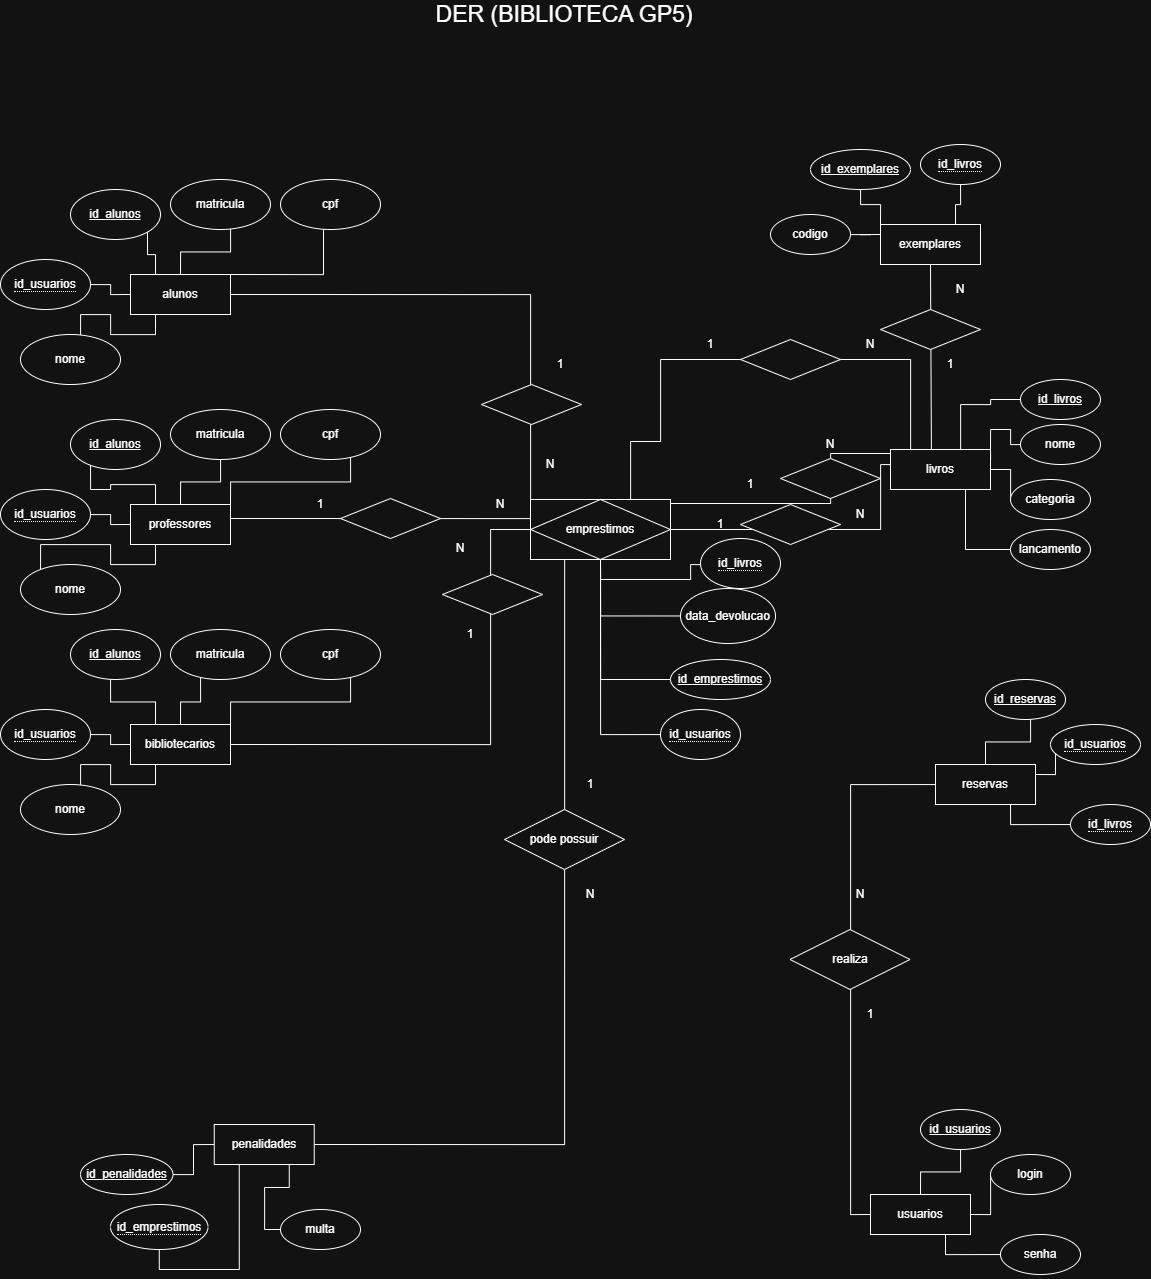 DER (BIBLIOTECA GP5)
id_exemplares
id_livros
codigo
exemplares
N
1
id_alunos
matricula
cpf
id_usuarios
alunos
nome
1
N
1
N
id_livros
nome
livros
categoria
lancamento
N
1
N
1
id_alunos
matricula
cpf
id_usuarios
professores
nome
1
N
emprestimos
N
1
id_livros
data_devolucao
id_emprestimos
id_usuarios
id_alunos
matricula
cpf
id_usuarios
bibliotecarios
nome
id_reservas
id_usuarios
reservas
id_livros
1
pode possuir
N
N
realiza
1
penalidades
id_penalidades
id_emprestimos
multa
id_usuarios
login
usuarios
senha